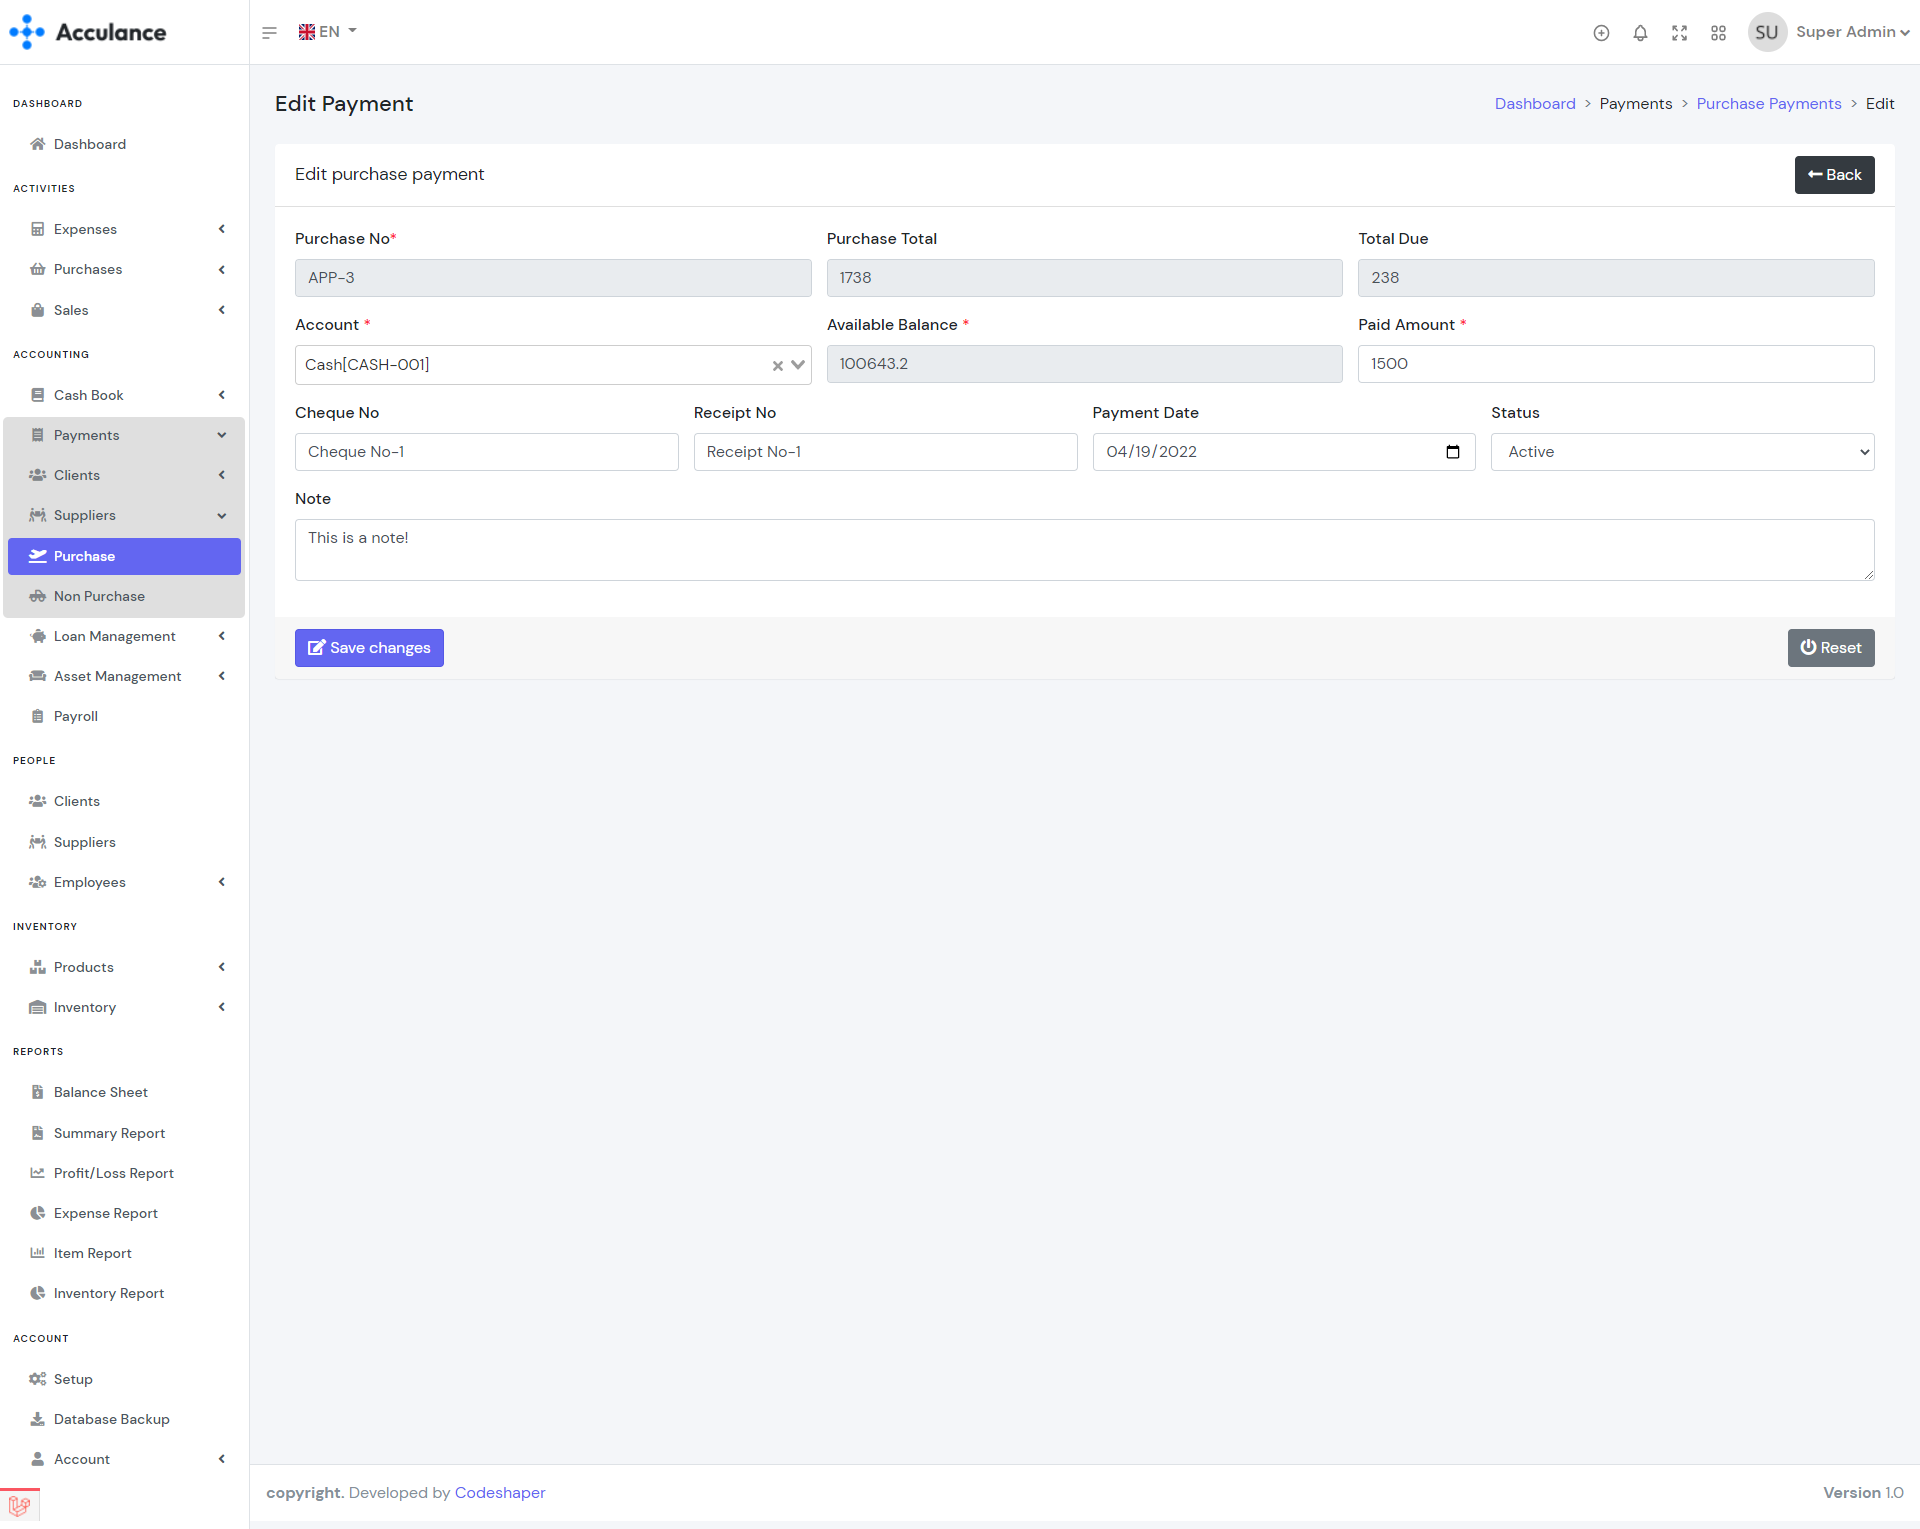 Acculance
EN
SU Super Admin
DASHBOARD
Dashboard
ACTIVITIES
Expenses
Purchases
Sales
ACCOUNTING
Cash Book
Payments
Clients
Suppliers
Purchase
Non Purchase
Loan Management
Asset Management
Payroll
PEOPLE
Clients
Suppliers
Employees
INVENTORY
Products
Inventory
REPORTS
Balance Sheet
Summary Report
Profit/Loss Report
Expense Report
Item Report
Inventory Report
ACCOUNT
Setup
Database Backup
Account
Edit Payment
Dashboard > Payments > Purchase Payments > Edit
Edit purchase payment
Back
Purchase No*
APP-3
Purchase Total
1738
Total Due
238
Account *
Cash[CASH-001]
Available Balance *
100643.2
Paid Amount *
1500
Cheque No
Cheque No-1
Receipt No
Receipt No-1
Payment Date
04/19/2022
Status
Active
Note
This is a note!
Save changes
Reset
copyright. Developed by Codeshaper
Version 1.0